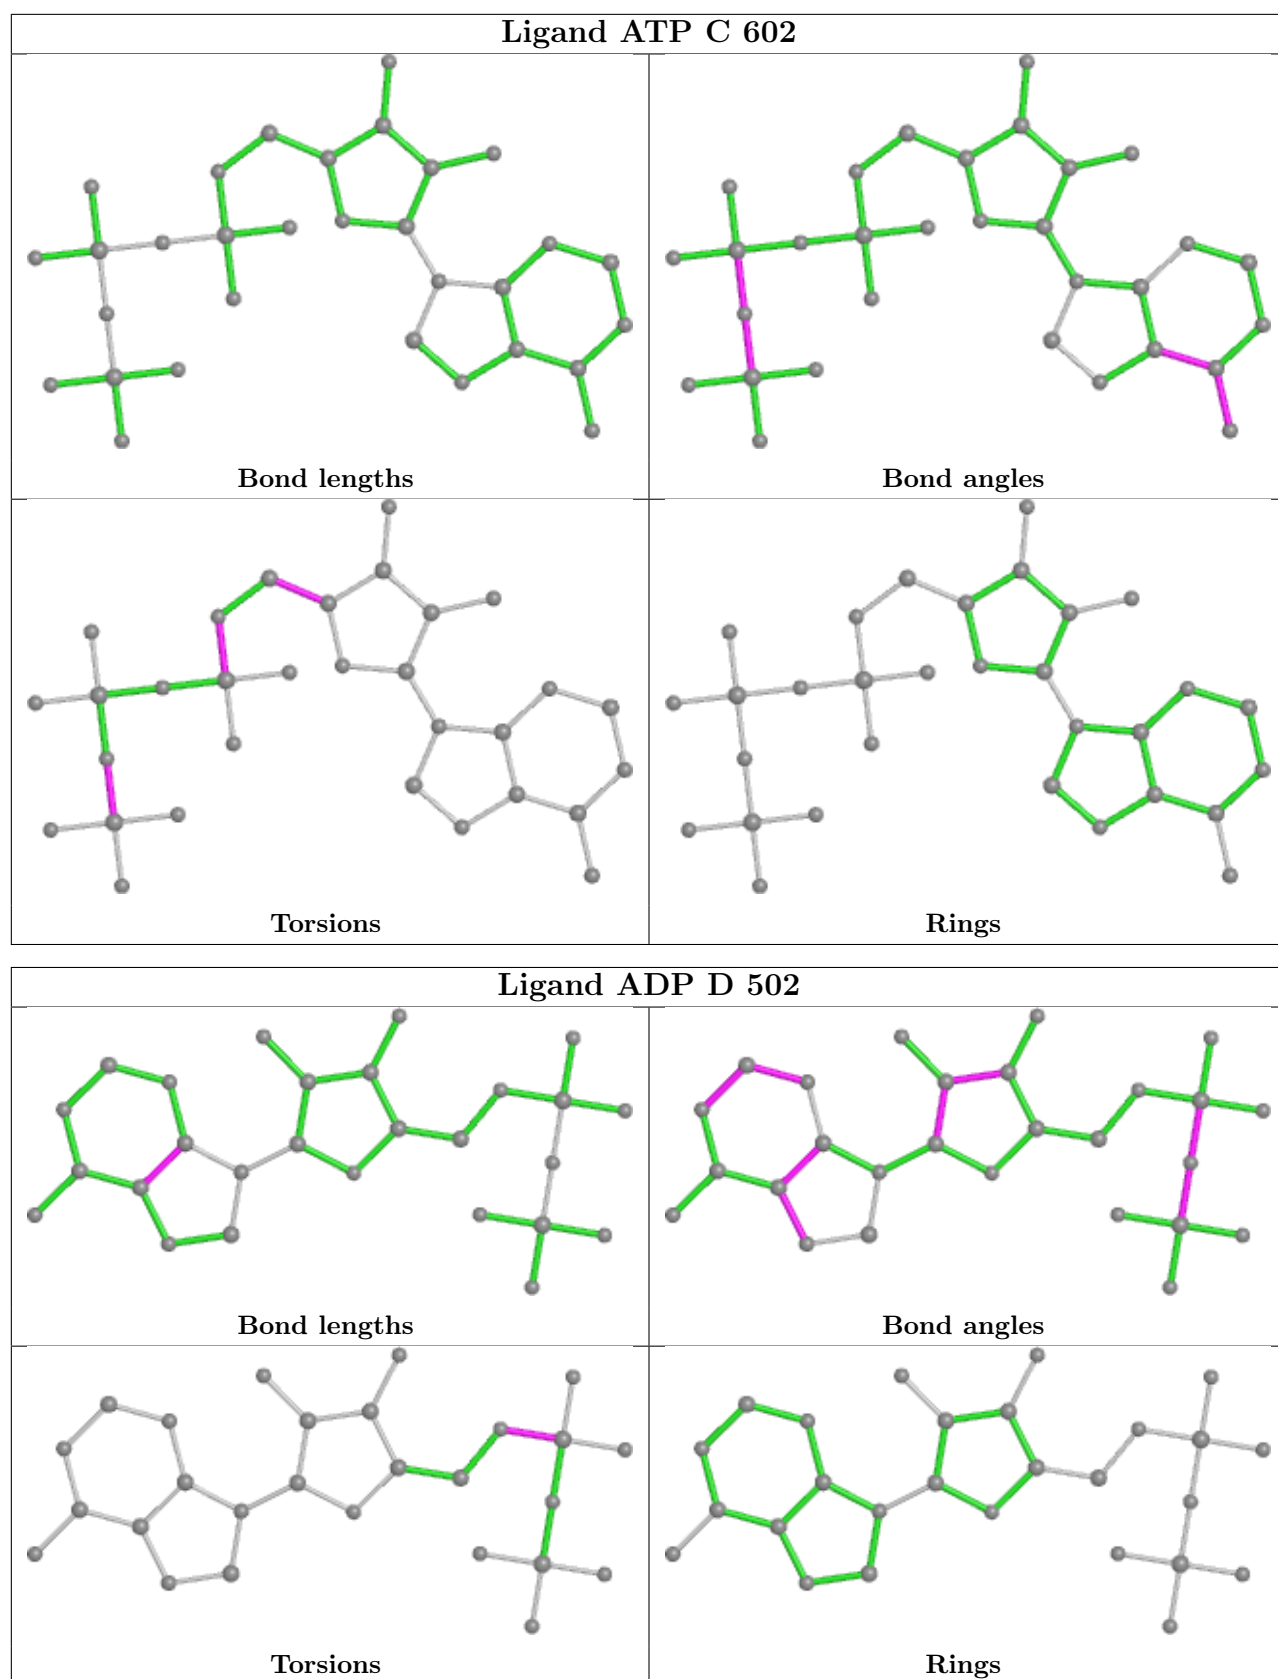 Ligand ATP C 602
Bond lengths
Bond angles
Torsions
Rings
Ligand ADP D 502
Bond lengths
Bond angles
Torsions
Rings